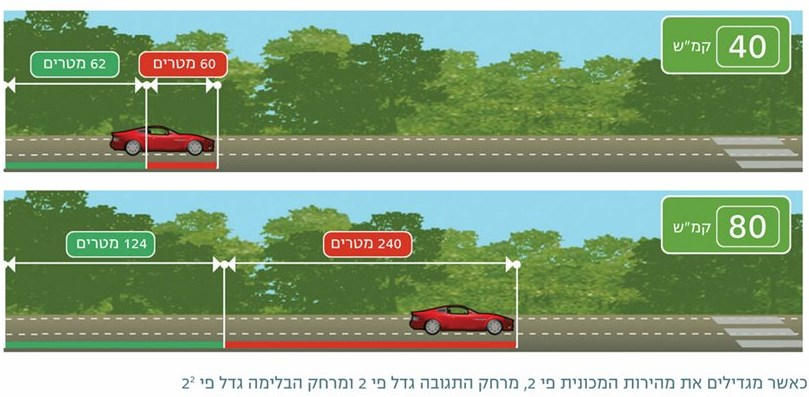 40 קמ"ש
62 מטרים
60 מטרים
80 קמ"ש
124 מטרים
240 מטרים
כאשר מגדילים את מהירות המכונית פי 2, מרחק התגובה גדל פי 2 ומרחק הבלימה גדל פי 2²